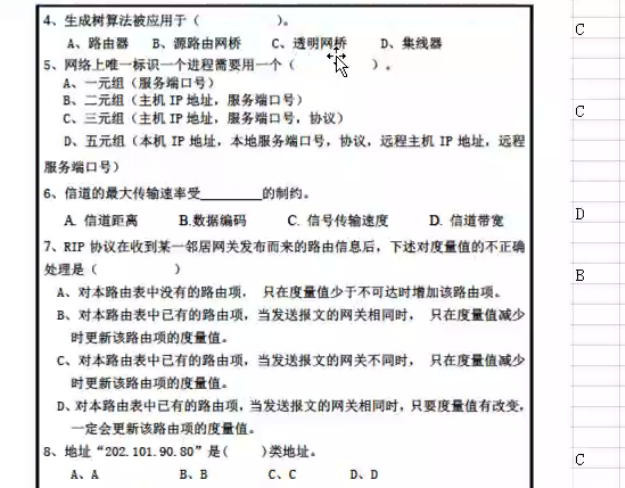 4、生成树算法被应用于（ ）。
C
A、路由器 B、源路由网桥 C、透明网桥 D、集线器
5、网络上唯一标识一个进程需要用一个（ ）。
A、一元组（服务端口号）
B、二元组（主机 IP 地址，服务端口号）
C、三元组（主机 IP 地址，服务端口号，协议）
C
D、五元组（本机 IP 地址，本地服务端口号，协议，远程主机 IP 地址，远程
服务端口号）
6、信道的最大传输速率受________的制约。
A. 信道距离 B.数据编码 C. 信号传输速度 D. 信道带宽
D
7、RIP 协议在收到某一邻居网关发布而来的路由信息后，下述对度量值的不正确
处理是（ ）
B
A、对本路由表中没有的路由项， 只在度量值少于不可达时增加该路由项。
B、对本路由表中已有的路由项，当发送报文的网关相同时， 只在度量值减少
时更新该路由项的度量值。
C、对本路由表中已有的路由项，当发送报文的网关不同时， 只在度量值减少
时更新该路由项的度量值。
D、对本路由表中已有的路由项，当发送报文的网关相同时，只要度量值有改变，
一定会更新该路由项的度量值。
8、地址“202.101.90.80”是( )类地址。
C
A、A B、B C、C D、D